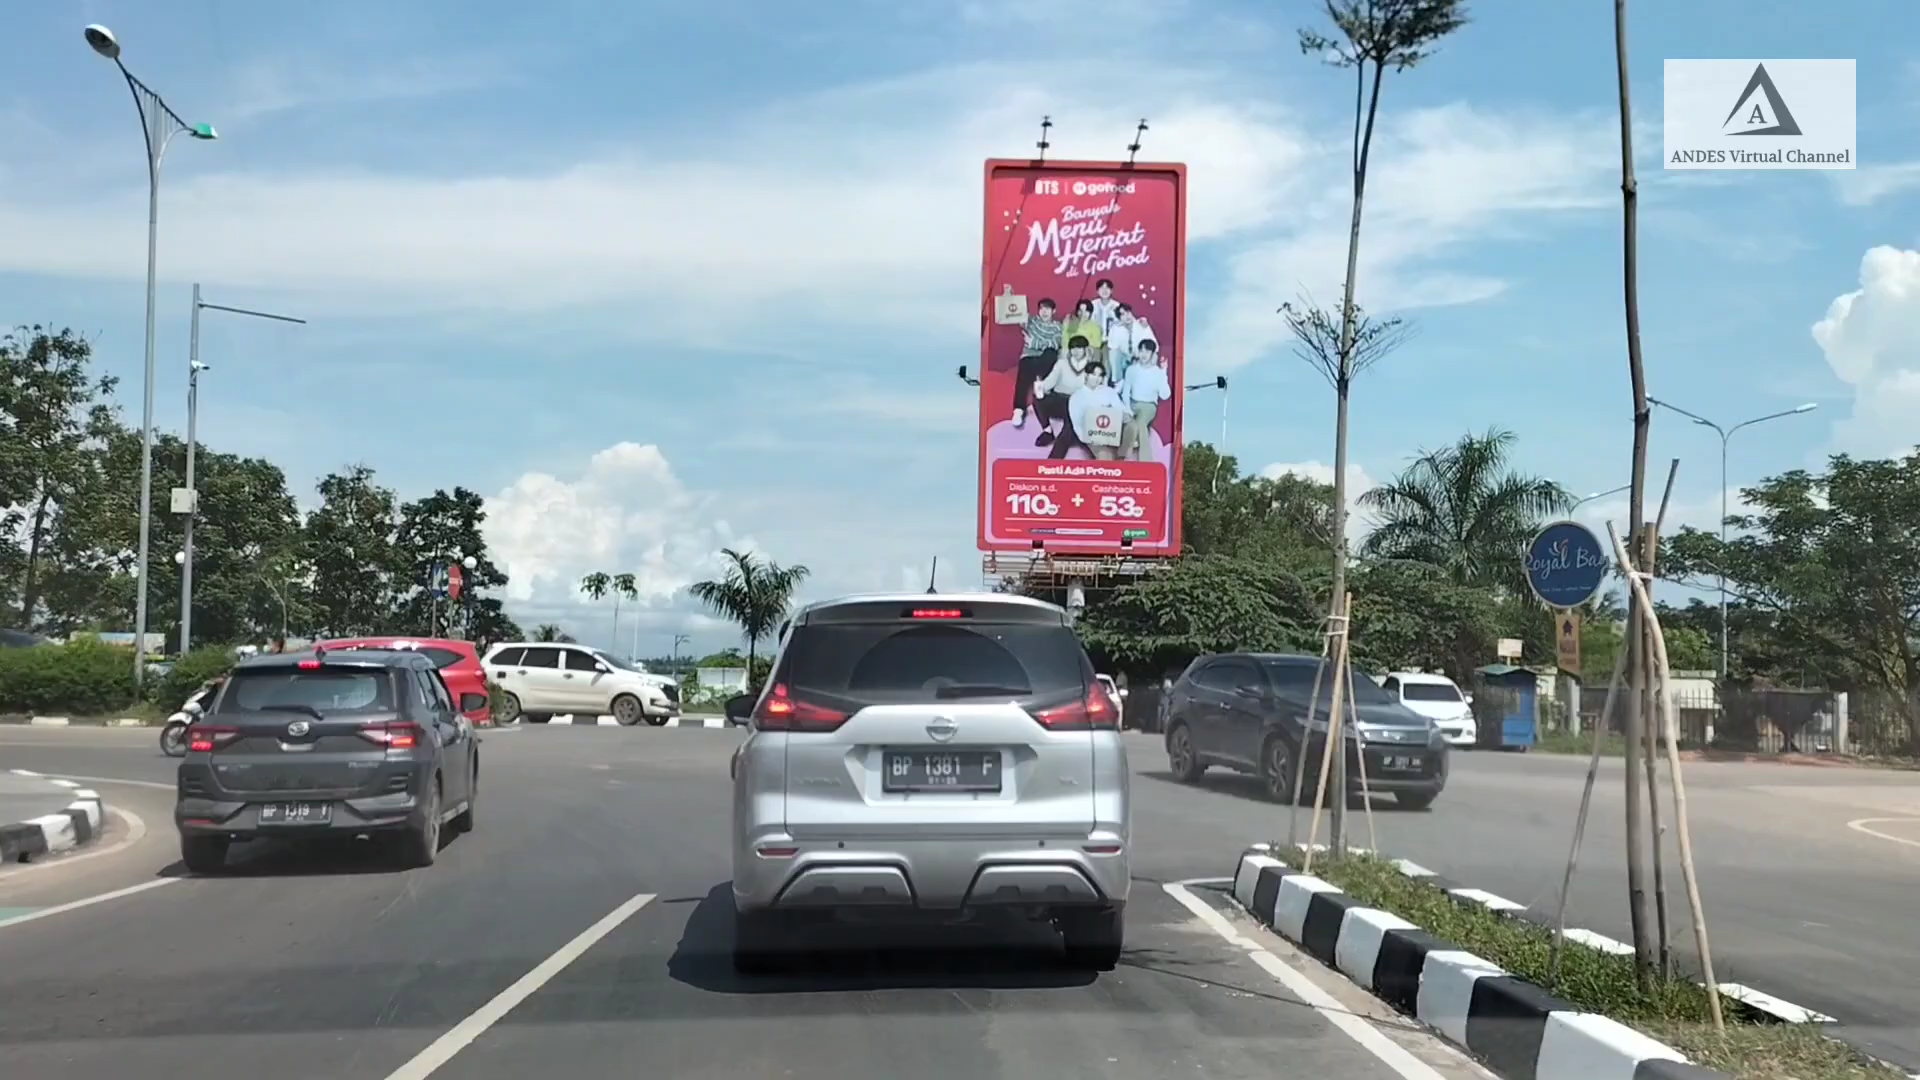 A
ANDES Virtual Channel
BTS | gofood
Banyak
Menu
Hemat
di GoFood
gofood
gofood
Pasti Ada Promo
Diskon s.d. Cashback s.d.
110 + 53
gojek
Royal Bay
BP 1381 F
BP 1319 Y